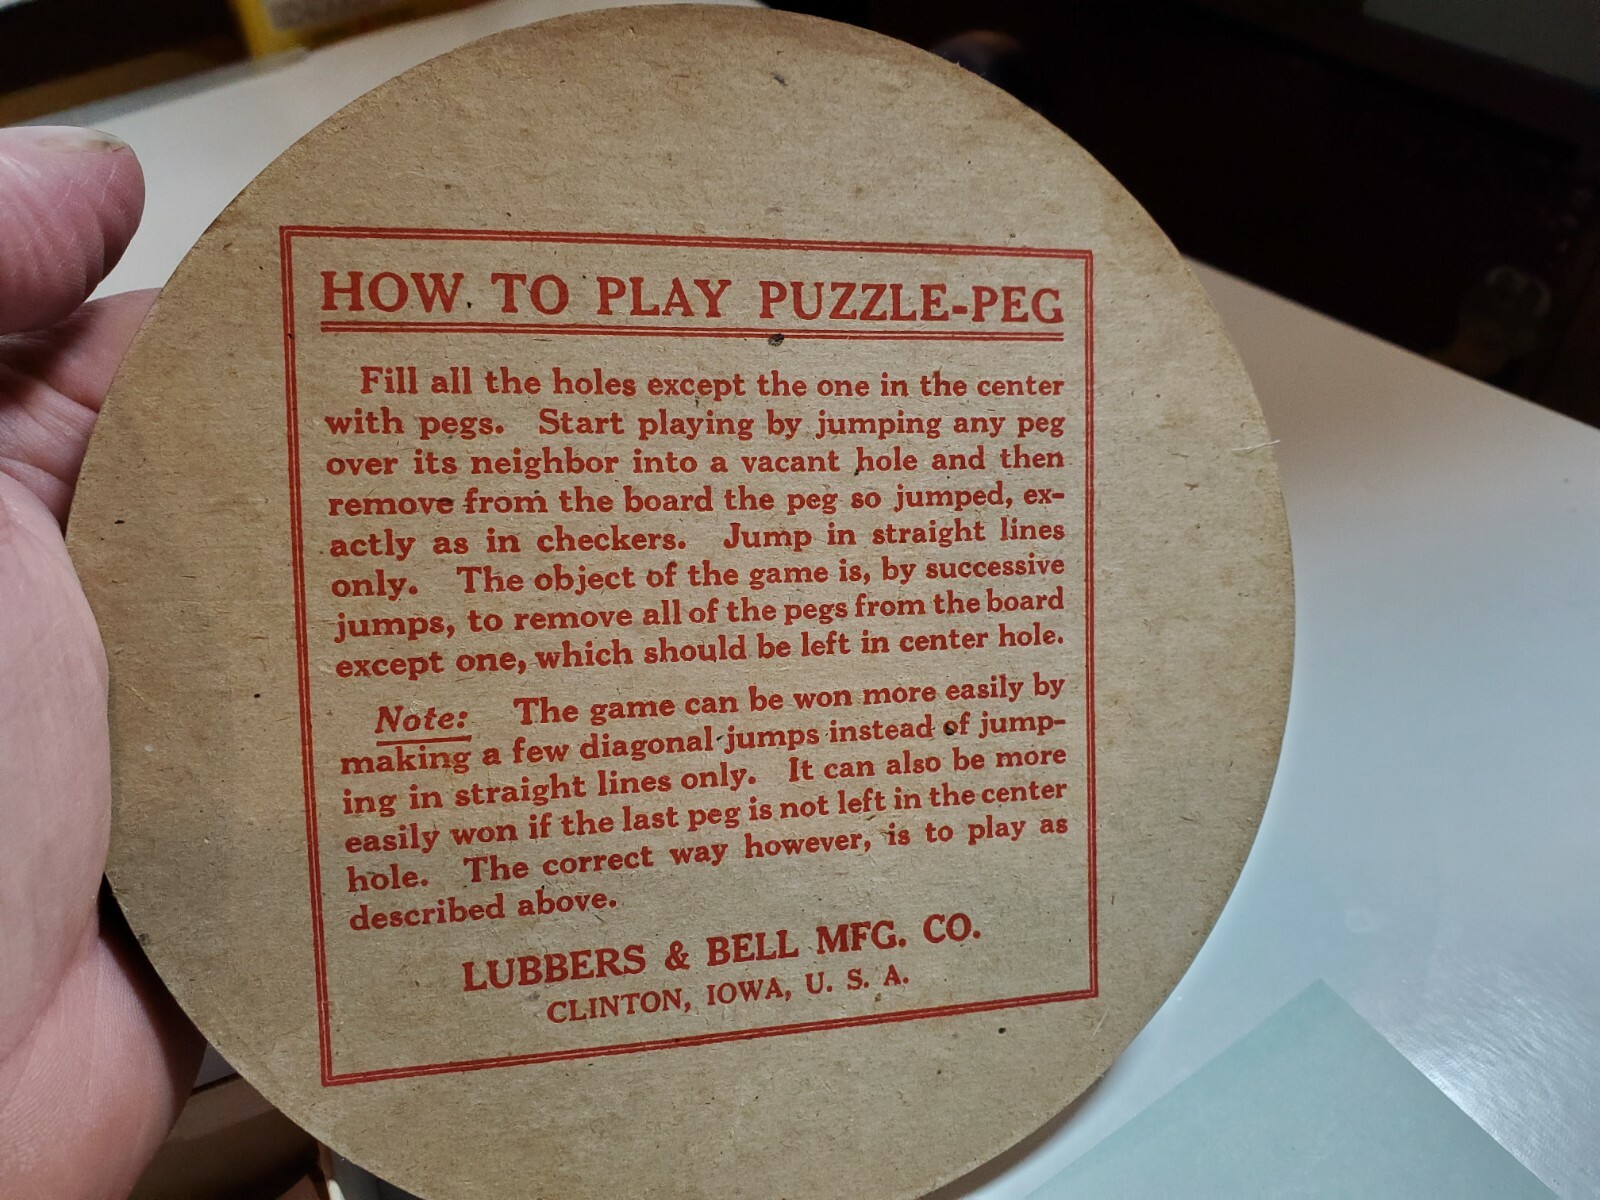 HOW TO PLAY PUZZLE-PEG
Fill all the holes except the one in the center
with pegs. Start playing by jumping any peg
over its neighbor into a vacant hole and then
remove from the board the peg so jumped, ex-
actly as in checkers. Jump in straight lines
only. The object of the game is, by successive
jumps, to remove all of the pegs from the board
except one, which should be left in center hole.
Note: The game can be won more easily by
making a few diagonal jumps instead of jump-
ing in straight lines only. It can also be more
easily won if the last peg is not left in the center
hole. The correct way however, is to play as
described above.
LUBBERS & BELL MFG. CO.
CLINTON, IOWA, U. S. A.